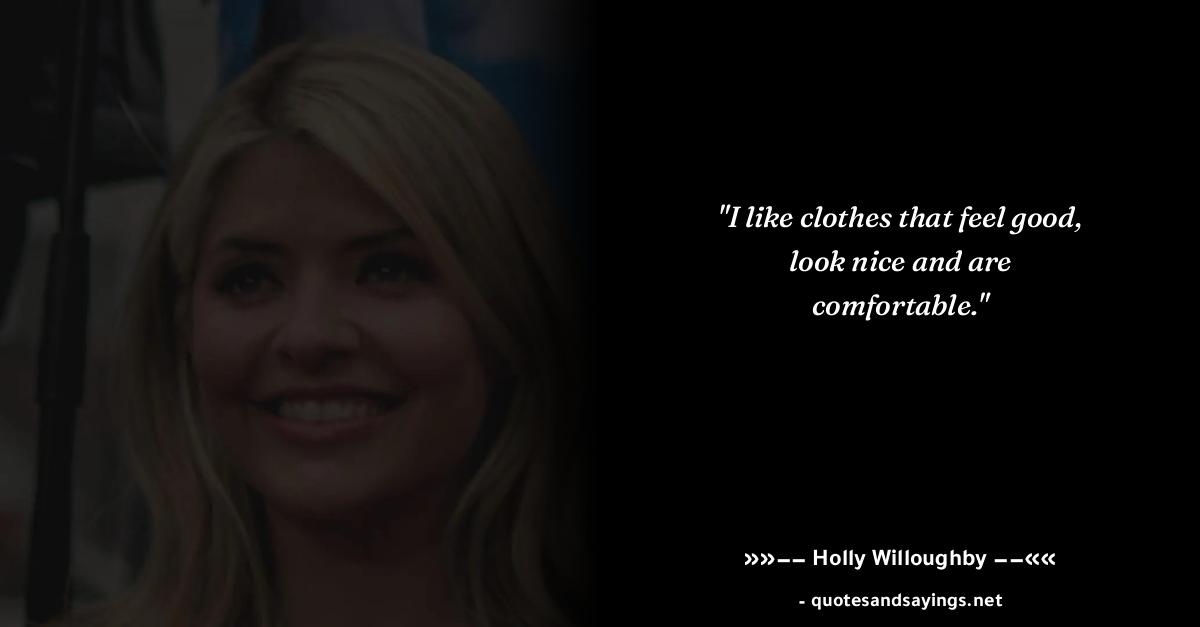 "I like clothes that feel good,
look nice and are
comfortable."
»»−− Holly Willoughby −−««
- quotesandsayings.net